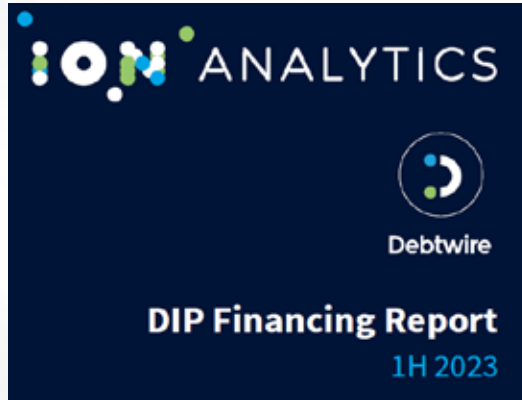 ION ANALYTICS
Debtwire
DIP Financing Report
1H 2023